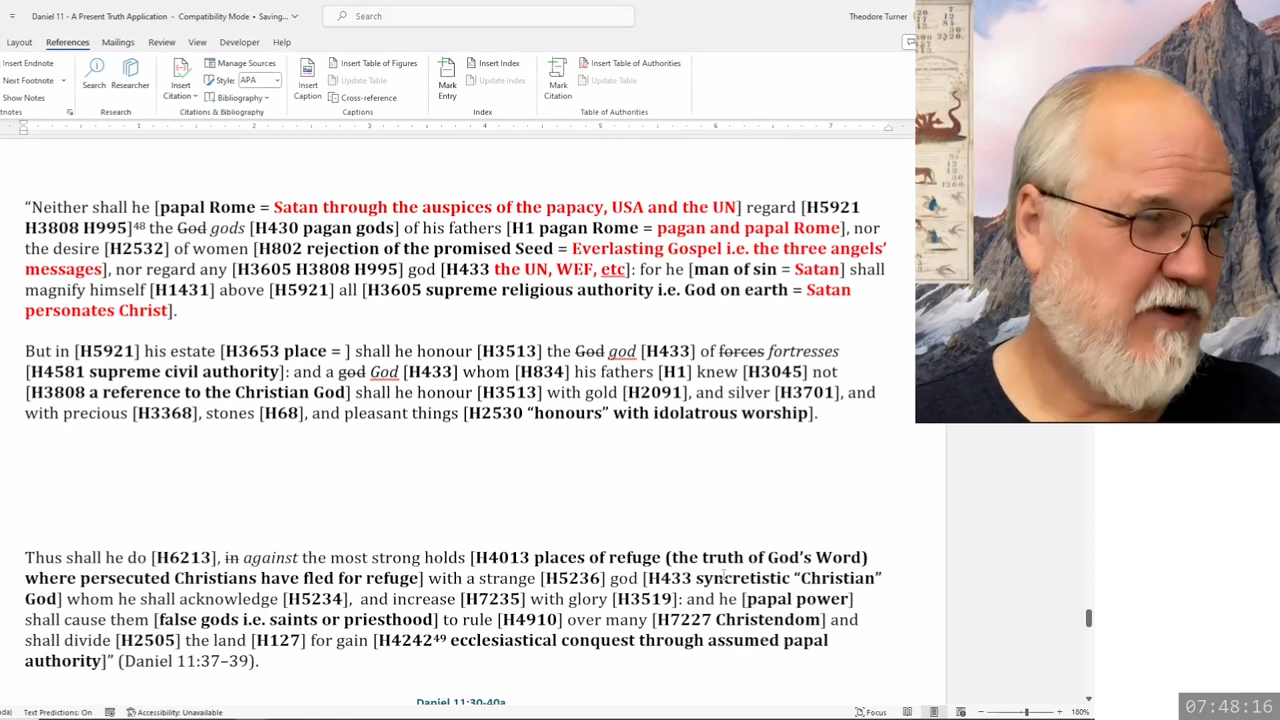 Daniel 11 - A Present Truth Application - Compatibility Mode • Saving...
Search
Theodore Turner
Layout References Mailings Review View Developer Help
Insert Endnote
Next Footnote
Show Notes
Search
Researcher
Research
Insert Citation
Manage Sources
Style: APA
Bibliography
Citations & Bibliography
Insert Caption
Insert Table of Figures
Update Table
Cross-reference
Captions
Mark Entry
Insert Index
Update Index
Index
Mark Citation
Insert Table of Authorities
Update Table
Table of Authorities
1 2 3 4 5 6 7
“Neither shall he [papal Rome = Satan through the auspices of the papacy, USA and the UN] regard [H5921
H3808 H995]48 the God gods [H430 pagan gods] of his fathers [H1 pagan Rome = pagan and papal Rome], nor
the desire [H2532] of women [H802 rejection of the promised Seed = Everlasting Gospel i.e. the three angels’
messages], nor regard any [H3605 H3808 H995] god [H433 the UN, WEF, etc]: for he [man of sin = Satan] shall
magnify himself [H1431] above [H5921] all [H3605 supreme religious authority i.e. God on earth = Satan
personates Christ].
But in [H5921] his estate [H3653 place = ] shall he honour [H3513] the God god [H433] of forces fortresses
[H4581 supreme civil authority]: and a god God [H433] whom [H834] his fathers [H1] knew [H3045] not
[H3808 a reference to the Christian God] shall he honour [H3513] with gold [H2091], and silver [H3701], and
with precious [H3368], stones [H68], and pleasant things [H2530 “honours” with idolatrous worship].
Thus shall he do [H6213], in against the most strong holds [H4013 places of refuge (the truth of God’s Word)
where persecuted Christians have fled for refuge] with a strange [H5236] god [H433 syncretistic “Christian”
God] whom he shall acknowledge [H5234], and increase [H7235] with glory [H3519]: and he [papal power]
shall cause them [false gods i.e. saints or priesthood] to rule [H4910] over many [H7227 Christendom] and
shall divide [H2505] the land [H127] for gain [H424249 ecclesiastical conquest through assumed papal
authority]” (Daniel 11:37–39).
Daniel 11:30-40a
Text Predictions: On
Accessibility: Unavailable
Focus
180%
07:48:16